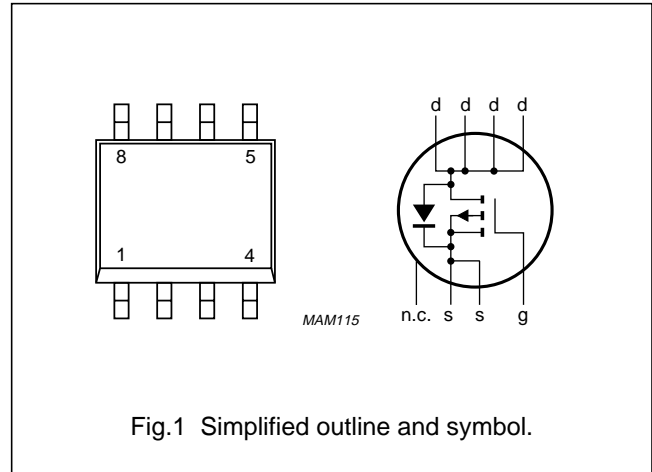 d d d d
8 5
1 4
MAM115
n.c. s s g
Fig.1 Simplified outline and symbol.